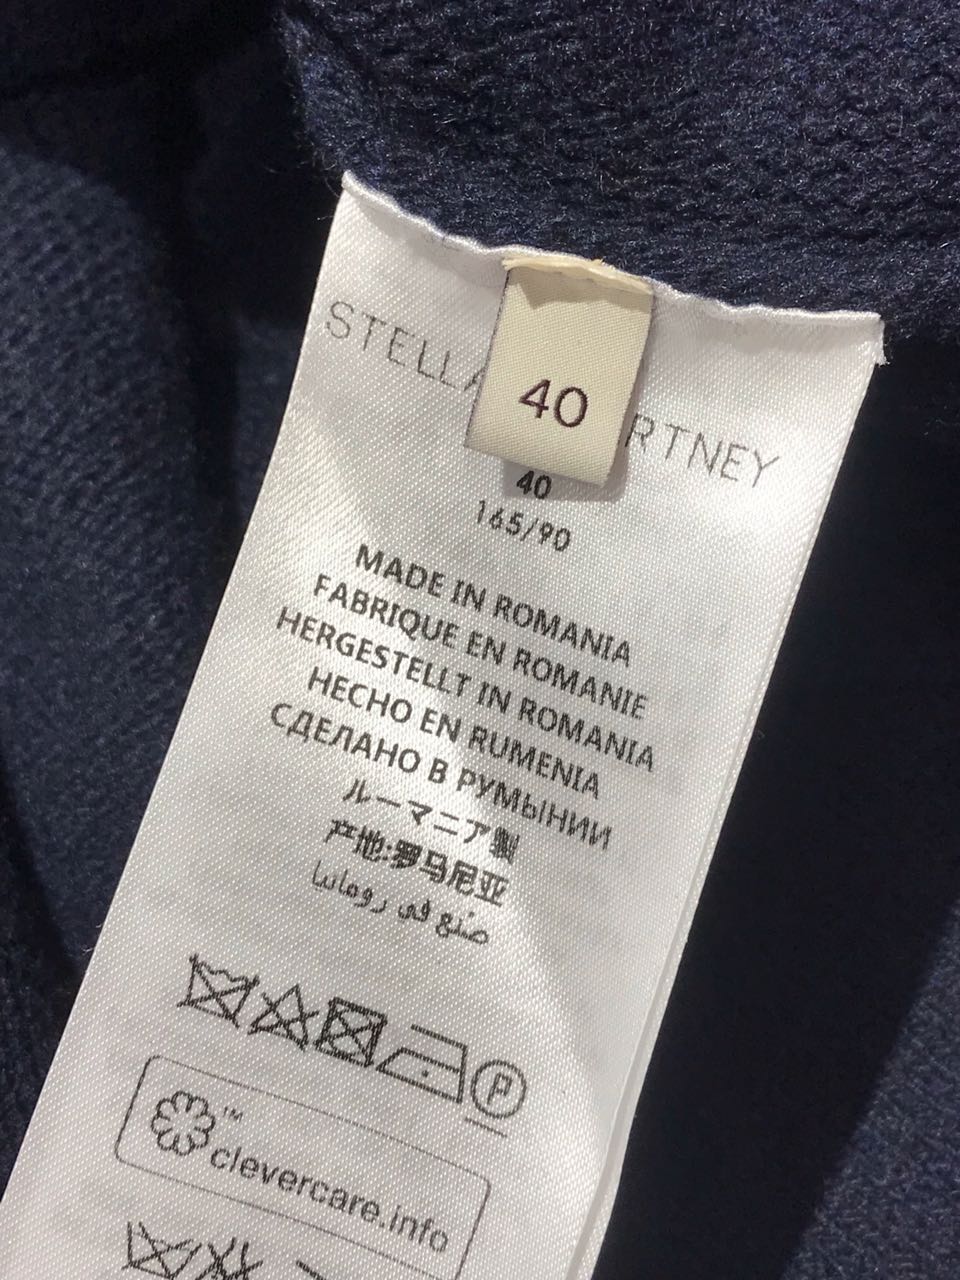 STELLA RTNEY
40
40
165/90
MADE IN ROMANIA
FABRIQUE EN ROMANIE
HERGESTELLT IN ROMANIA
HECHO EN RUMENIA
СДЕЛАНО В РУМЫНИИ
ルーマニア製
产地:罗马尼亚
صنع في رومانيا
P
™
clevercare.info